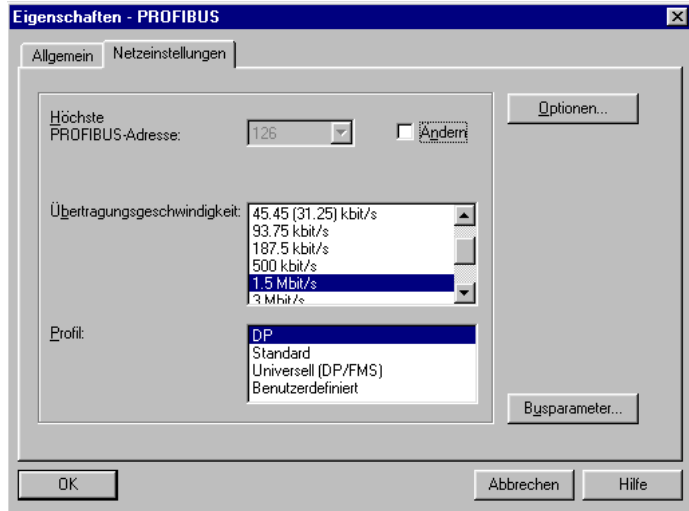 Eigenschaften - PROFIBUS
Allgemein
Netzeinstellungen
Höchste
PROFIBUS-Adresse:
126
Ändern
Optionen...
Übertragungsgeschwindigkeit:
45.45 (31.25) kbit/s
93.75 kbit/s
187.5 kbit/s
500 kbit/s
1.5 Mbit/s
3 Mbit/s
Profil:
DP
Standard
Universell (DP/FMS)
Benutzerdefiniert
Busparameter...
OK
Abbrechen
Hilfe